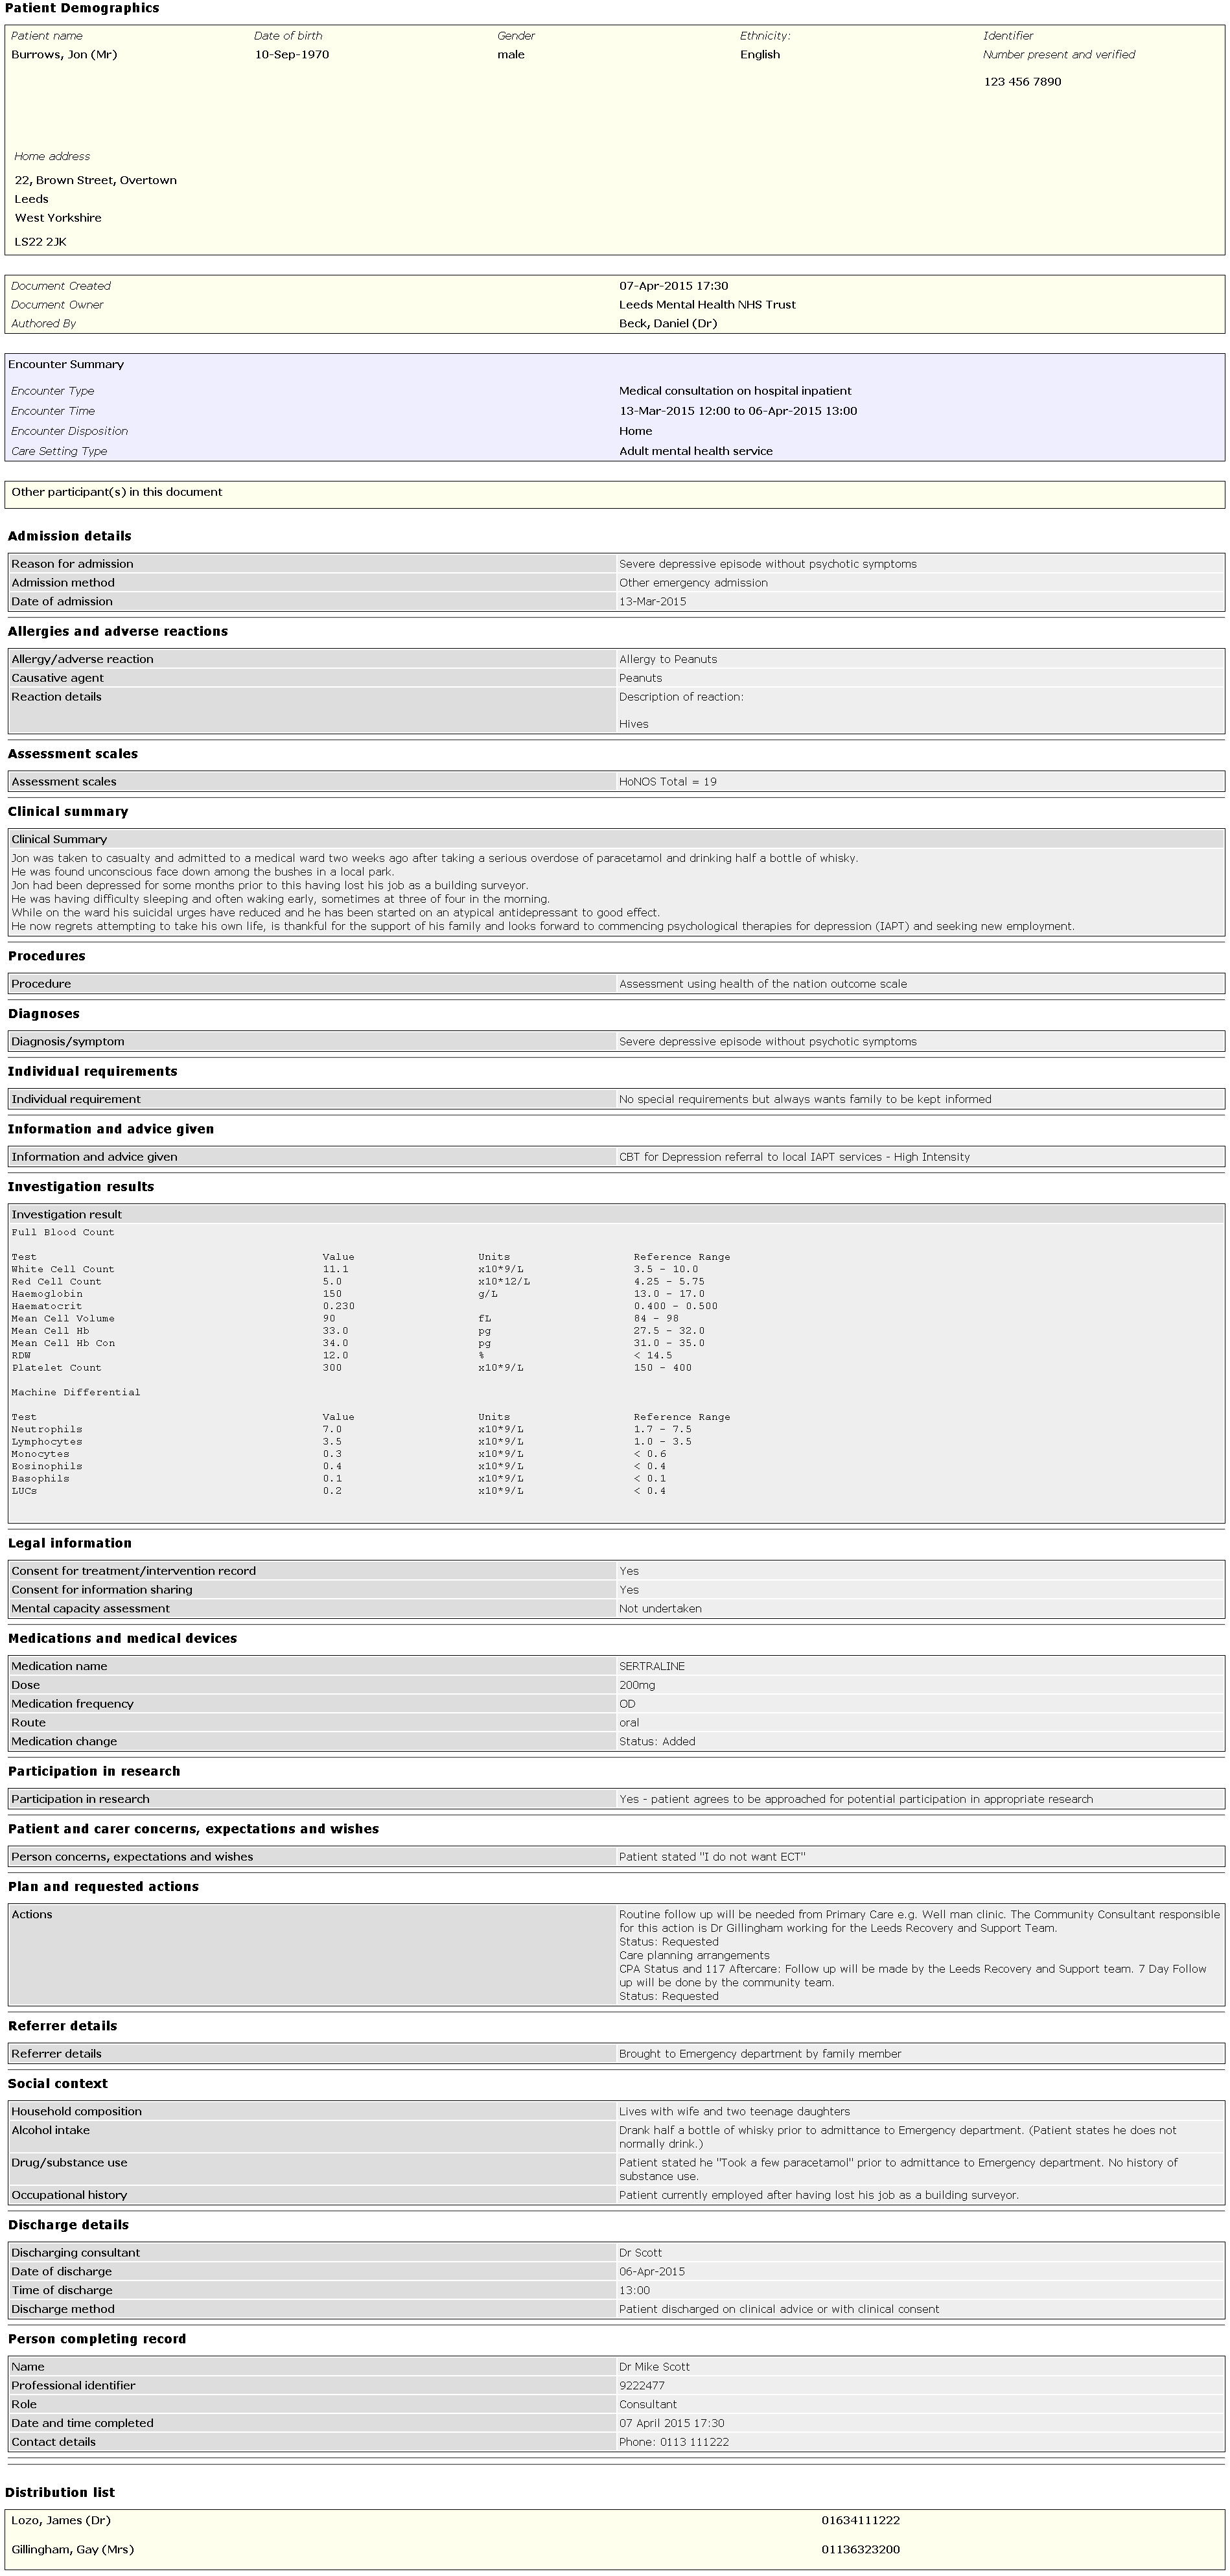 Patient Demographics
Patient name Date of birth Gender Ethnicity: Identifier
Burrows, Jon (Mr) 10-Sep-1970 male English Number present and verified
123 456 7890
Home address
22, Brown Street, Overtown
Leeds
West Yorkshire
LS22 2JK
Document Created 07-Apr-2015 17:30
Document Owner Leeds Mental Health NHS Trust
Authored By Beck, Daniel (Dr)
Encounter Summary
Encounter Type Medical consultation on hospital inpatient
Encounter Time 13-Mar-2015 12:00 to 06-Apr-2015 13:00
Encounter Disposition Home
Care Setting Type Adult mental health service
Other participant(s) in this document
Admission details
Reason for admission Severe depressive episode without psychotic symptoms
Admission method Other emergency admission
Date of admission 13-Mar-2015
Allergies and adverse reactions
Allergy/adverse reaction Allergy to Peanuts
Causative agent Peanuts
Reaction details Description of reaction:
Hives
Assessment scales
Assessment scales HoNOS Total = 19
Clinical summary
Clinical Summary
Jon was taken to casualty and admitted to a medical ward two weeks ago after taking a serious overdose of paracetamol and drinking half a bottle of whisky.
He was found unconscious face down among the bushes in a local park.
Jon had been depressed for some months prior to this having lost his job as a building surveyor.
He was having difficulty sleeping and often waking early, sometimes at three of four in the morning.
While on the ward his suicidal urges have reduced and he has been started on an atypical antidepressant to good effect.
He now regrets attempting to take his own life, is thankful for the support of his family and looks forward to commencing psychological therapies for depression (IAPT) and seeking new employment.
Procedures
Procedure Assessment using health of the nation outcome scale
Diagnoses
Diagnosis/symptom Severe depressive episode without psychotic symptoms
Individual requirements
Individual requirement No special requirements but always wants family to be kept informed
Information and advice given
Information and advice given CBT for Depression referral to local IAPT services - High Intensity
Investigation results
Investigation result
Full Blood Count
Test Value Units Reference Range
White Cell Count 11.1 x10*9/L 3.5 - 10.0
Red Cell Count 5.0 x10*12/L 4.25 - 5.75
Haemoglobin 150 g/L 13.0 - 17.0
Haematocrit 0.230 0.400 - 0.500
Mean Cell Volume 90 fL 84 - 98
Mean Cell Hb 33.0 pg 27.5 - 32.0
Mean Cell Hb Con 34.0 pg 31.0 - 35.0
RDW 12.0 % < 14.5
Platelet Count 300 x10*9/L 150 - 400
Machine Differential
Test Value Units Reference Range
Neutrophils 7.0 x10*9/L 1.7 - 7.5
Lymphocytes 3.5 x10*9/L 1.0 - 3.5
Monocytes 0.3 x10*9/L < 0.6
Eosinophils 0.4 x10*9/L < 0.4
Basophils 0.1 x10*9/L < 0.1
LUCs 0.2 x10*9/L < 0.4
Legal information
Consent for treatment/intervention record Yes
Consent for information sharing Yes
Mental capacity assessment Not undertaken
Medications and medical devices
Medication name SERTRALINE
Dose 200mg
Medication frequency OD
Route oral
Medication change Status: Added
Participation in research
Participation in research Yes - patient agrees to be approached for potential participation in appropriate research
Patient and carer concerns, expectations and wishes
Person concerns, expectations and wishes Patient stated "I do not want ECT"
Plan and requested actions
Actions Routine follow up will be needed from Primary Care e.g. Well man clinic. The Community Consultant responsible
for this action is Dr Gillingham working for the Leeds Recovery and Support Team.
Status: Requested
Care planning arrangements
CPA Status and 117 Aftercare: Follow up will be made by the Leeds Recovery and Support team. 7 Day Follow
up will be done by the community team.
Status: Requested
Referrer details
Referrer details Brought to Emergency department by family member
Social context
Household composition Lives with wife and two teenage daughters
Alcohol intake Drank half a bottle of whisky prior to admittance to Emergency department. (Patient states he does not
normally drink.)
Drug/substance use Patient stated he "Took a few paracetamol" prior to admittance to Emergency department. No history of
substance use.
Occupational history Patient currently employed after having lost his job as a building surveyor.
Discharge details
Discharging consultant Dr Scott
Date of discharge 06-Apr-2015
Time of discharge 13:00
Discharge method Patient discharged on clinical advice or with clinical consent
Person completing record
Name Dr Mike Scott
Professional identifier 9222477
Role Consultant
Date and time completed 07 April 2015 17:30
Contact details Phone: 0113 111222
Distribution list
Lozo, James (Dr) 01634111222
Gillingham, Gay (Mrs) 01136323200